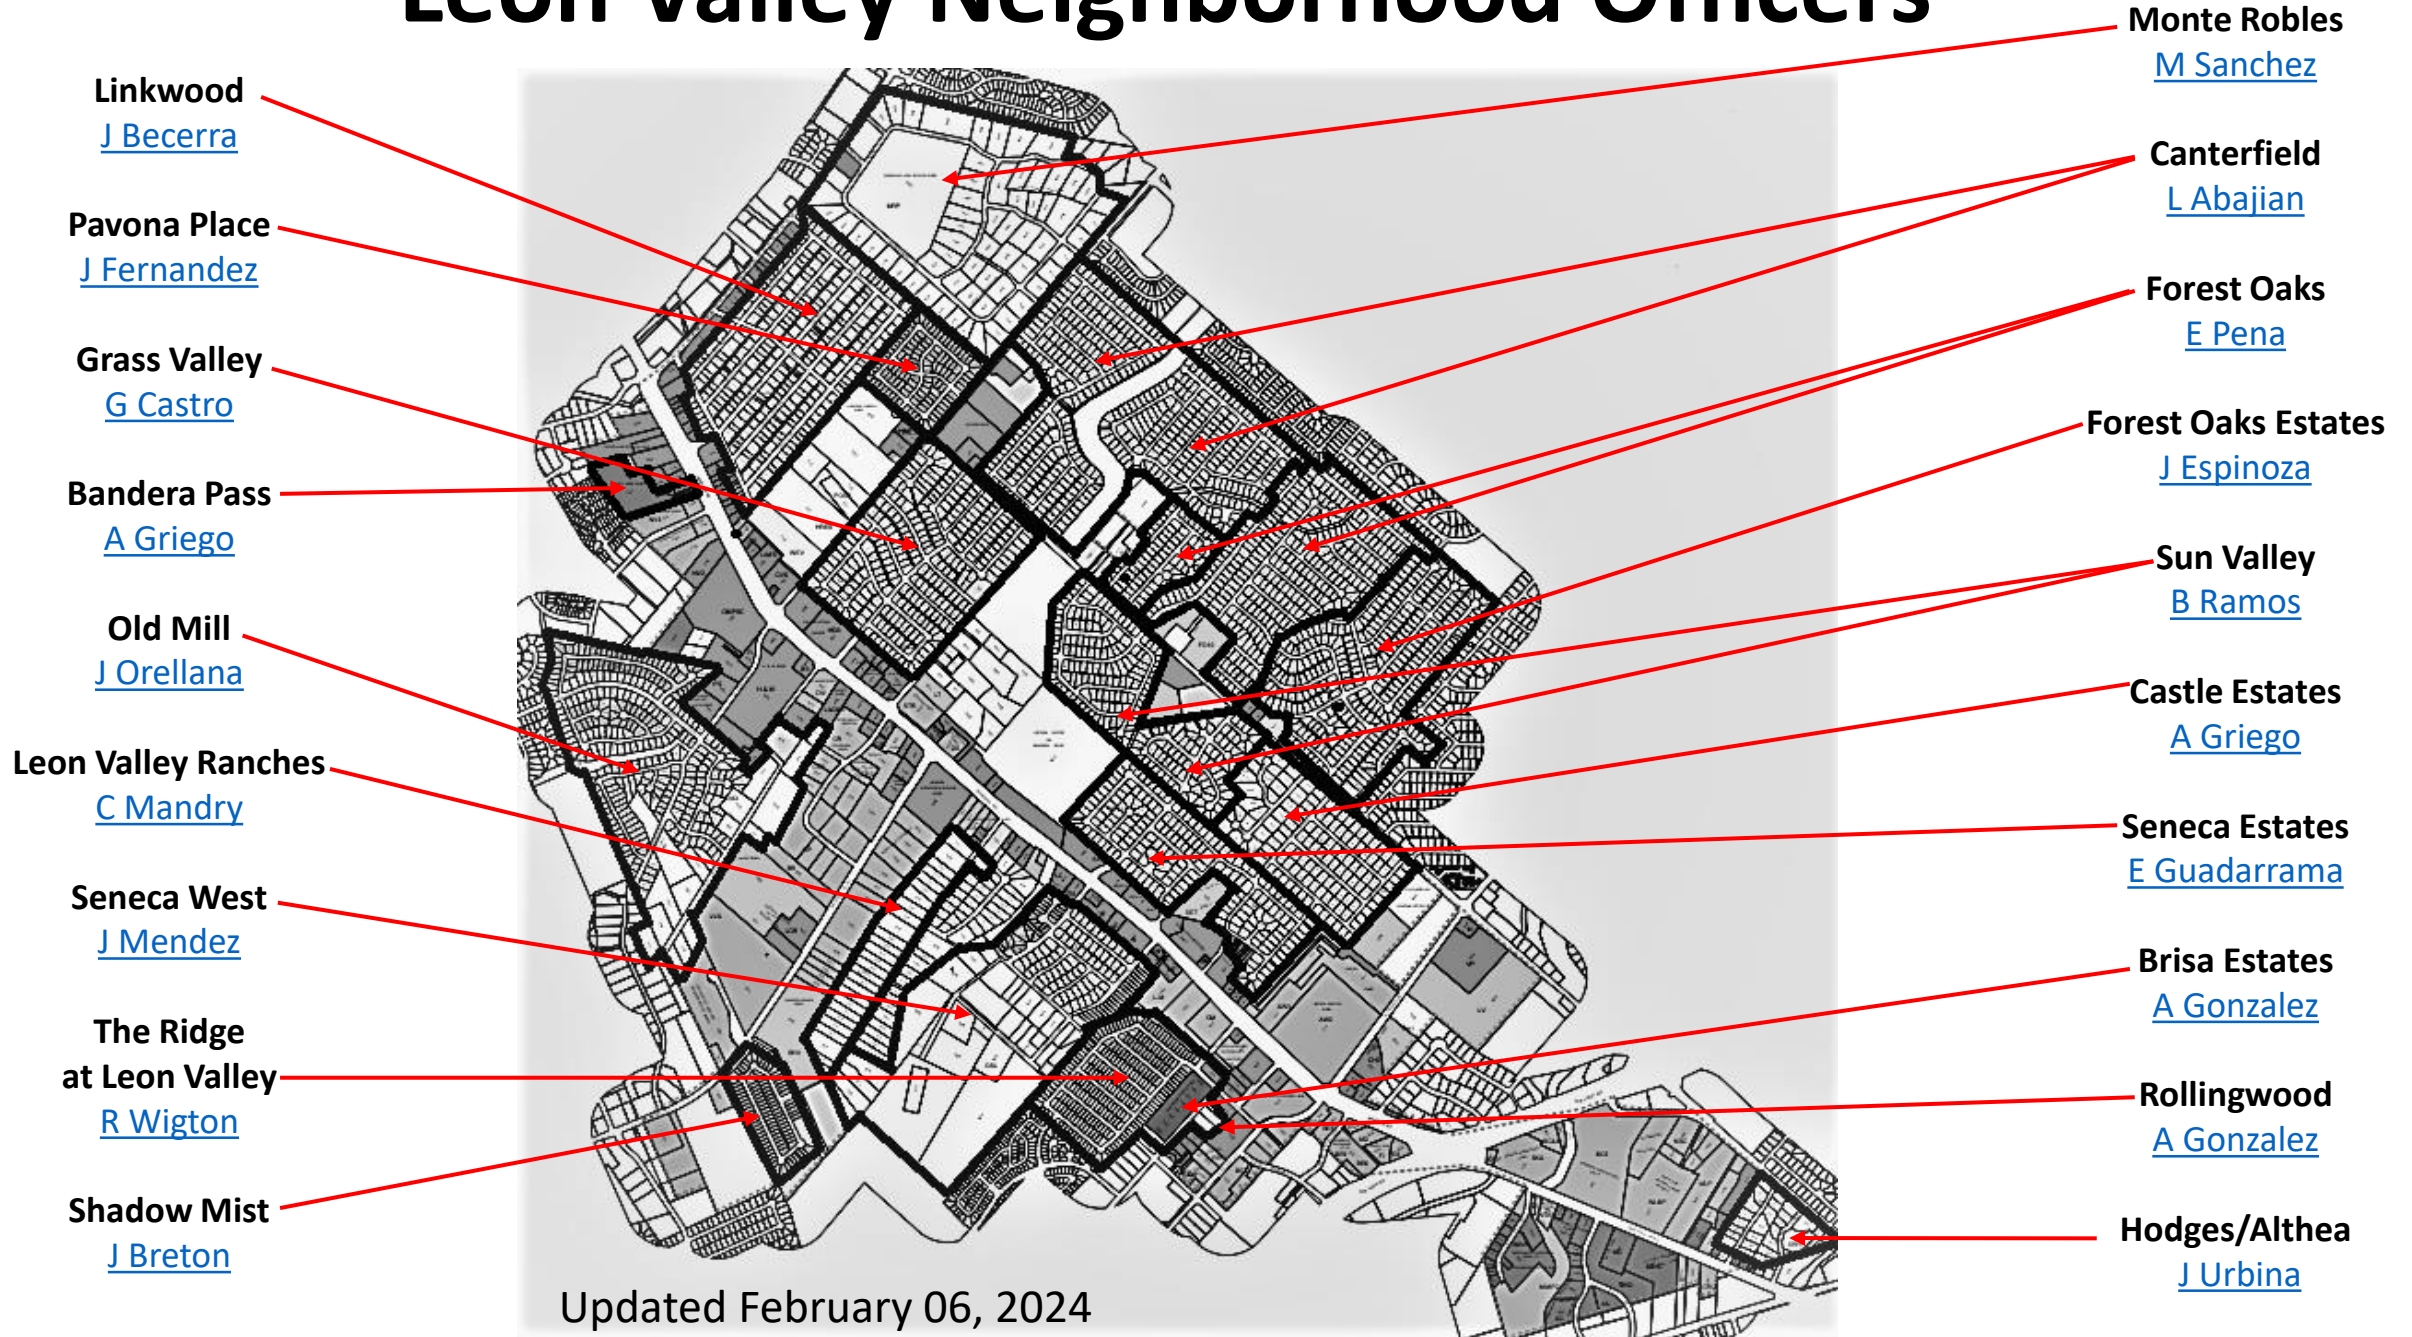 Leon Valley Neighborhood Officers
Linkwood
J Becerra
Pavona Place
J Fernandez
Grass Valley
G Castro
Bandera Pass
A Griego
Old Mill
J Orellana
Leon Valley Ranches
C Mandry
Seneca West
J Mendez
The Ridge
at Leon Valley
R Wigton
Shadow Mist
J Breton
Monte Robles
M Sanchez
Canterfield
L Abajian
Forest Oaks
E Pena
Forest Oaks Estates
J Espinoza
Sun Valley
B Ramos
Castle Estates
A Griego
Seneca Estates
E Guadarrama
Brisa Estates
A Gonzalez
Rollingwood
A Gonzalez
Hodges/Althea
J Urbina
Updated February 06, 2024